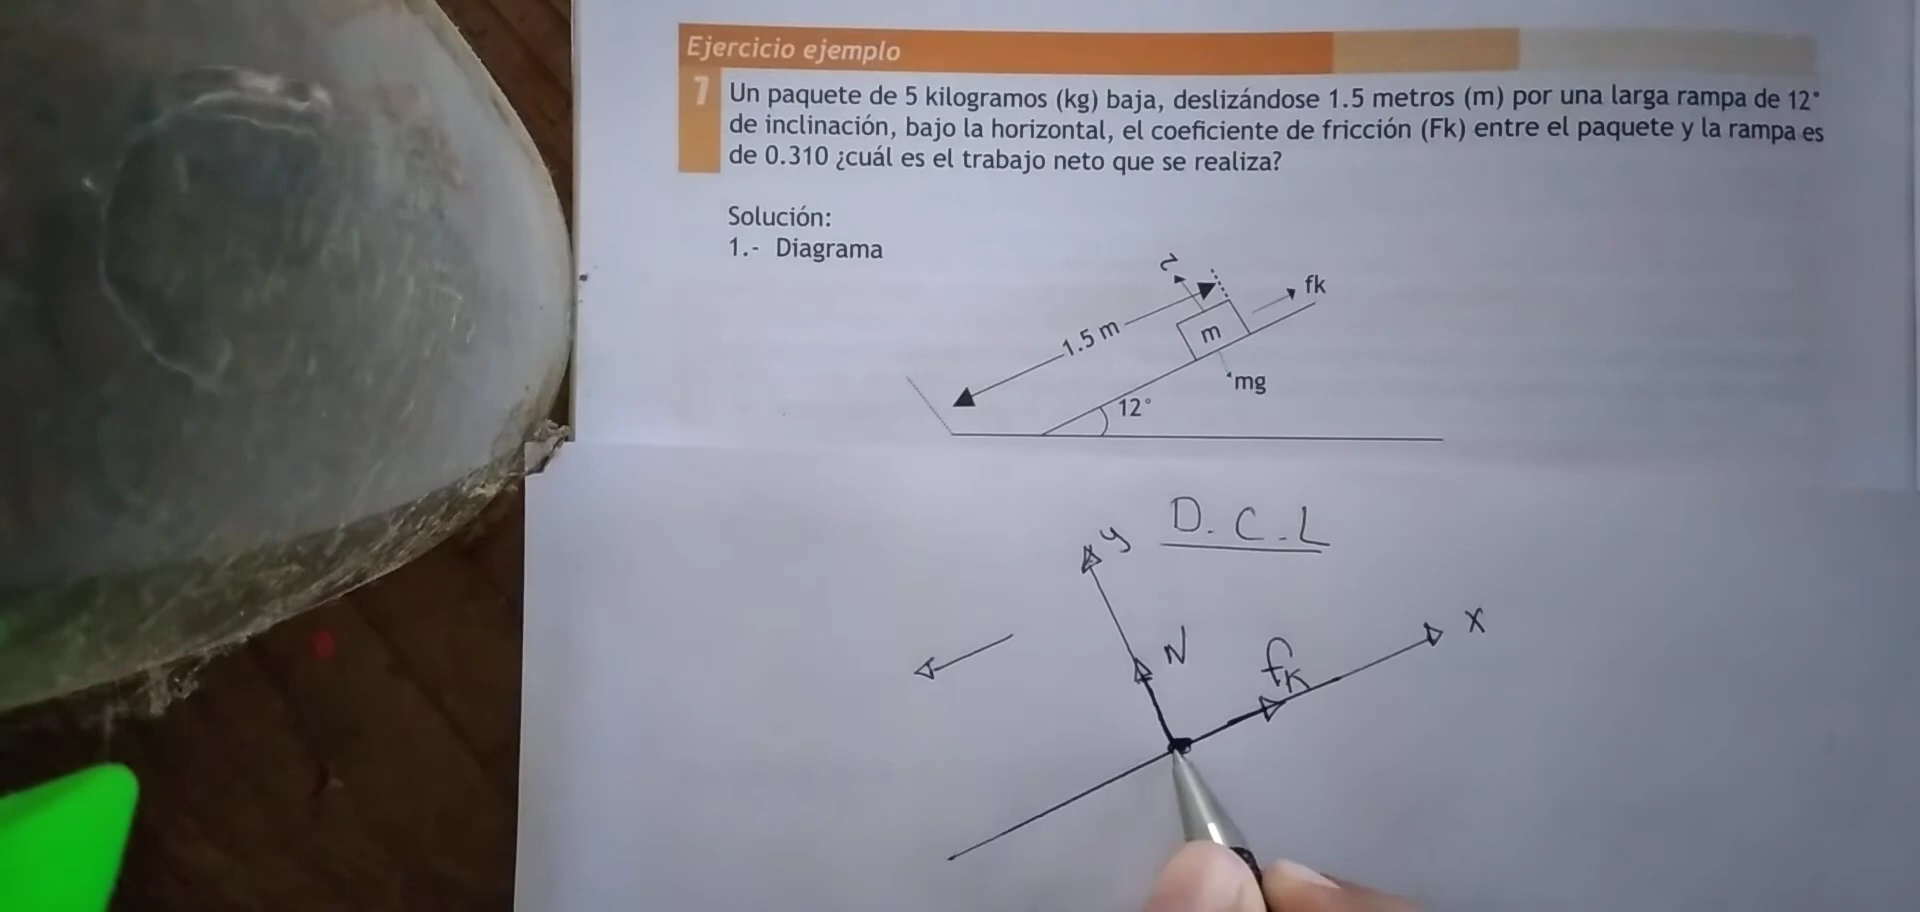 Ejercicio ejemplo
7 Un paquete de 5 kilogramos (kg) baja, deslizándose 1.5 metros (m) por una larga rampa de 12°
de inclinación, bajo la horizontal, el coeficiente de fricción (Fk) entre el paquete y la rampa es
de 0.310 ¿cuál es el trabajo neto que se realiza?
Solución:
1.- Diagrama
fk
1.5 m
m
mg
12°
D.C.L
y
x
N
fk